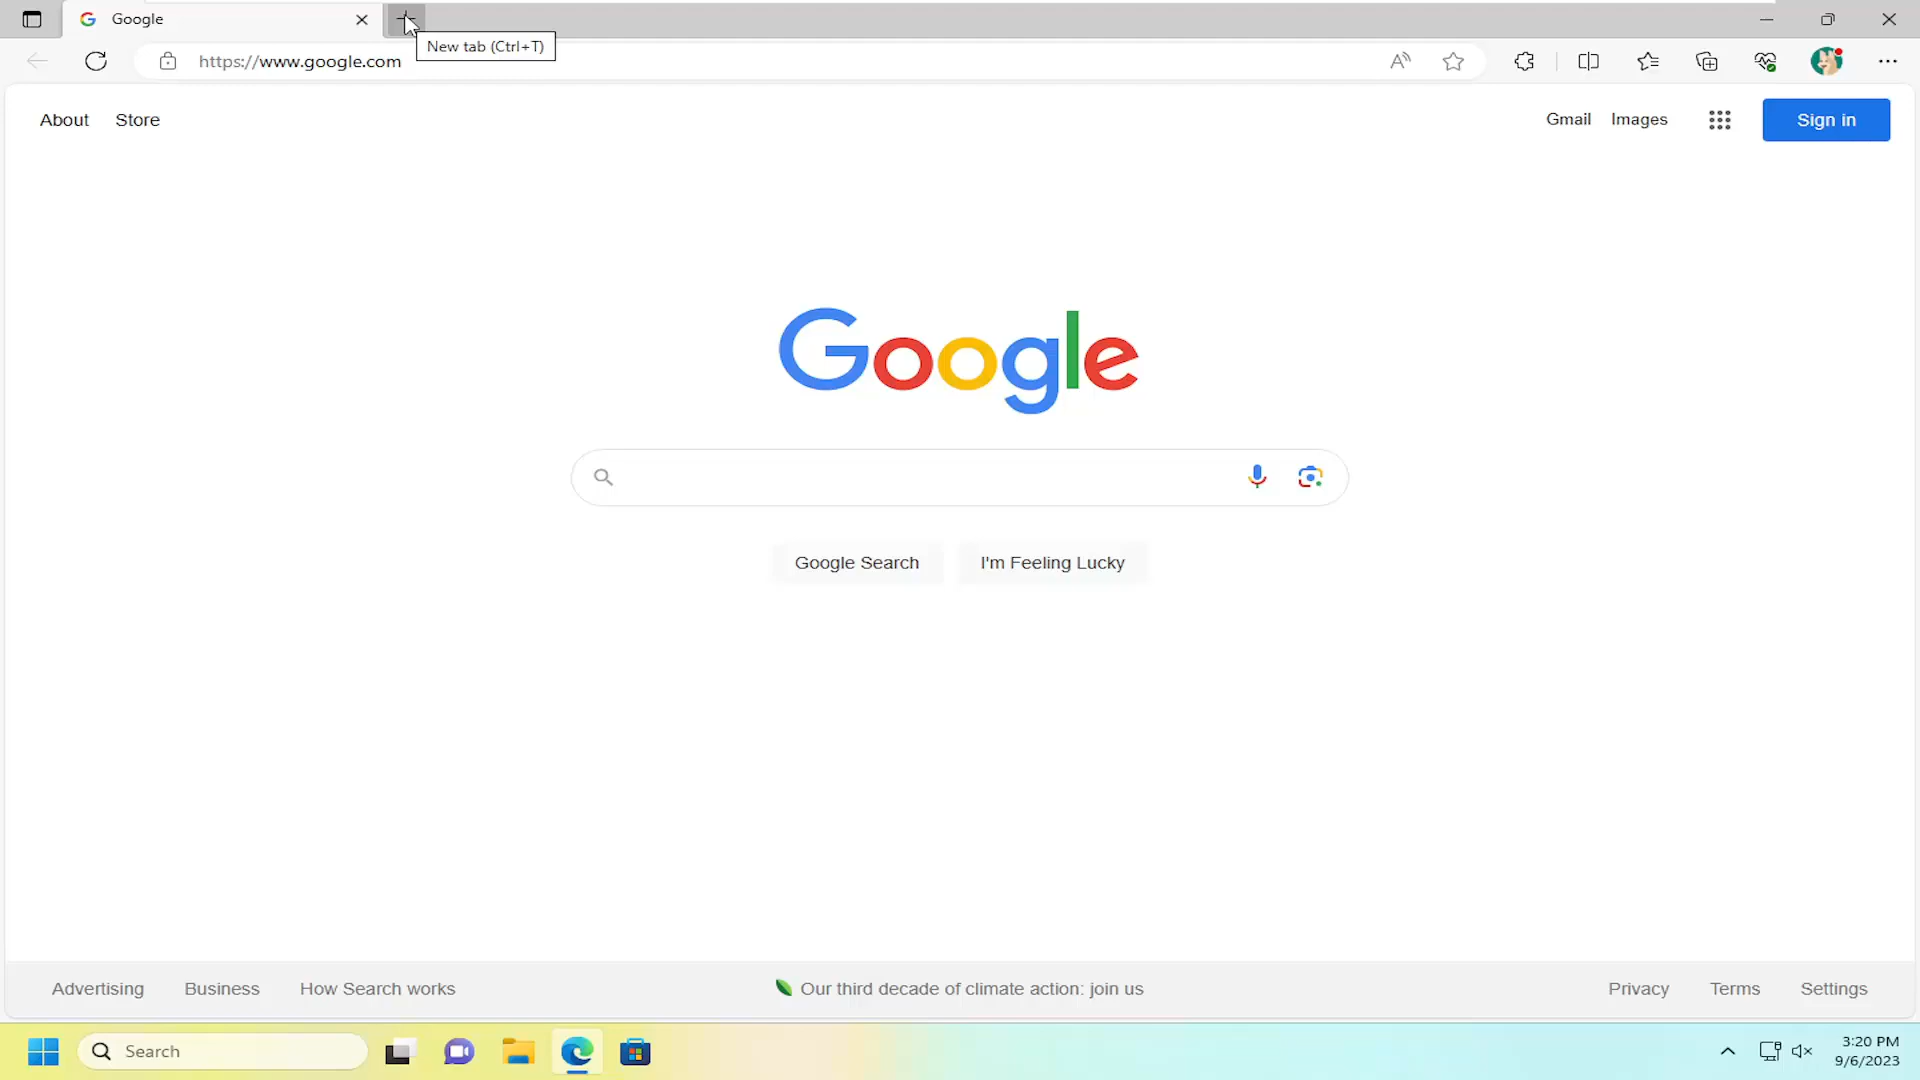 Google
New tab (Ctrl+T)
https://www.google.com
About Store
Gmail Images Sign in
Google
Google Search I'm Feeling Lucky
Advertising Business How Search works Our third decade of climate action: join us Privacy Terms Settings
Search
3:20 PM
9/6/2023